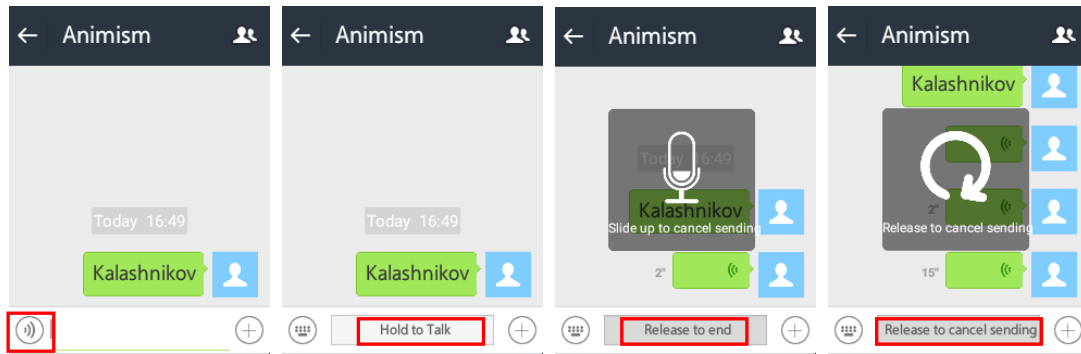 Animism
Today 16:49
Kalashnikov
Animism
Today 16:49
Kalashnikov
Hold to Talk
Animism
Today 16:49
Kalashnikov
Slide up to cancel sending
2"
Release to end
Animism
Kalashnikov
2"
Release to cancel sending
15"
Release to cancel sending